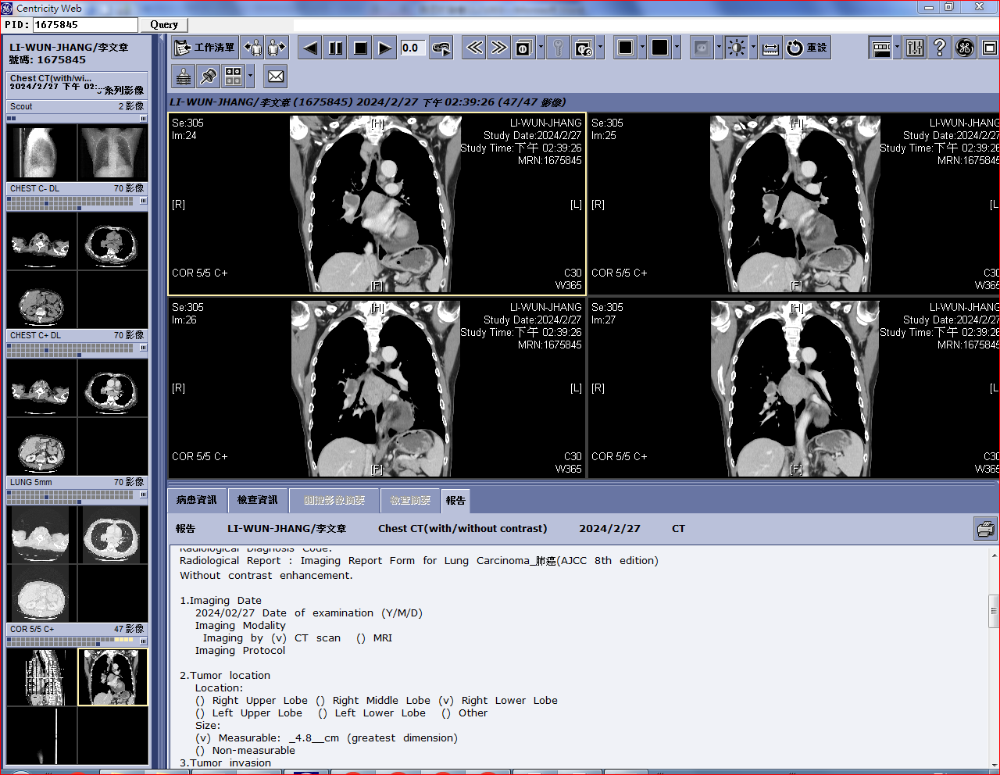 Centricity Web
PID: 1675845 Query
LI-WUN-JHANG/李文章
號碼: 1675845
Chest CT(with/wi...
2024/2/27 下午 02:...系列影像
Scout 2 影像
CHEST C- DL 70 影像
CHEST C+ DL 70 影像
LUNG 5mm 70 影像
COR 5/5 C+ 47 影像
工作清單 0.0 重設
LI-WUN-JHANG/李文章 (1675845) 2024/2/27 下午 02:39:26 (47/47 影像)
Se:305 [H] LI-WUN-JHANG
Im:24 Study Date:2024/2/27
Study Time:下午 02:39:26
MRN:1675845
[R] [L]
COR 5/5 C+ C30
[F] W365
Se:305 [H] LI-WUN-JHANG
Im:25 Study Date:2024/2/27
Study Time:下午 02:39:26
MRN:1675845
[R] [L
COR 5/5 C+ C30
[F] W365
Se:305 [H] LI-WUN-JHANG
Im:26 Study Date:2024/2/27
Study Time:下午 02:39:26
MRN:1675845
[R] [L]
COR 5/5 C+ C30
[F] W365
Se:305 [H] LI-WUN-JHANG
Im:27 Study Date:2024/2/27
Study Time:下午 02:39:26
MRN:1675845
[R] [L
COR 5/5 C+ C30
[F] W365
病患資訊 檢查資訊 關鍵影像摘要 檢查摘要 報告
報告 LI-WUN-JHANG/李文章 Chest CT(with/without contrast) 2024/2/27 CT
Radiological Diagnosis Code:
Radiological Report : Imaging Report Form for Lung Carcinoma_肺癌(AJCC 8th edition)
Without contrast enhancement.
1.Imaging Date
2024/02/27 Date of examination (Y/M/D)
Imaging Modality
Imaging by (v) CT scan () MRI
Imaging Protocol
2.Tumor location
Location:
() Right Upper Lobe () Right Middle Lobe (v) Right Lower Lobe
() Left Upper Lobe () Left Lower Lobe () Other
Size:
(v) Measurable: _4.8__cm (greatest dimension)
() Non-measurable
3.Tumor invasion